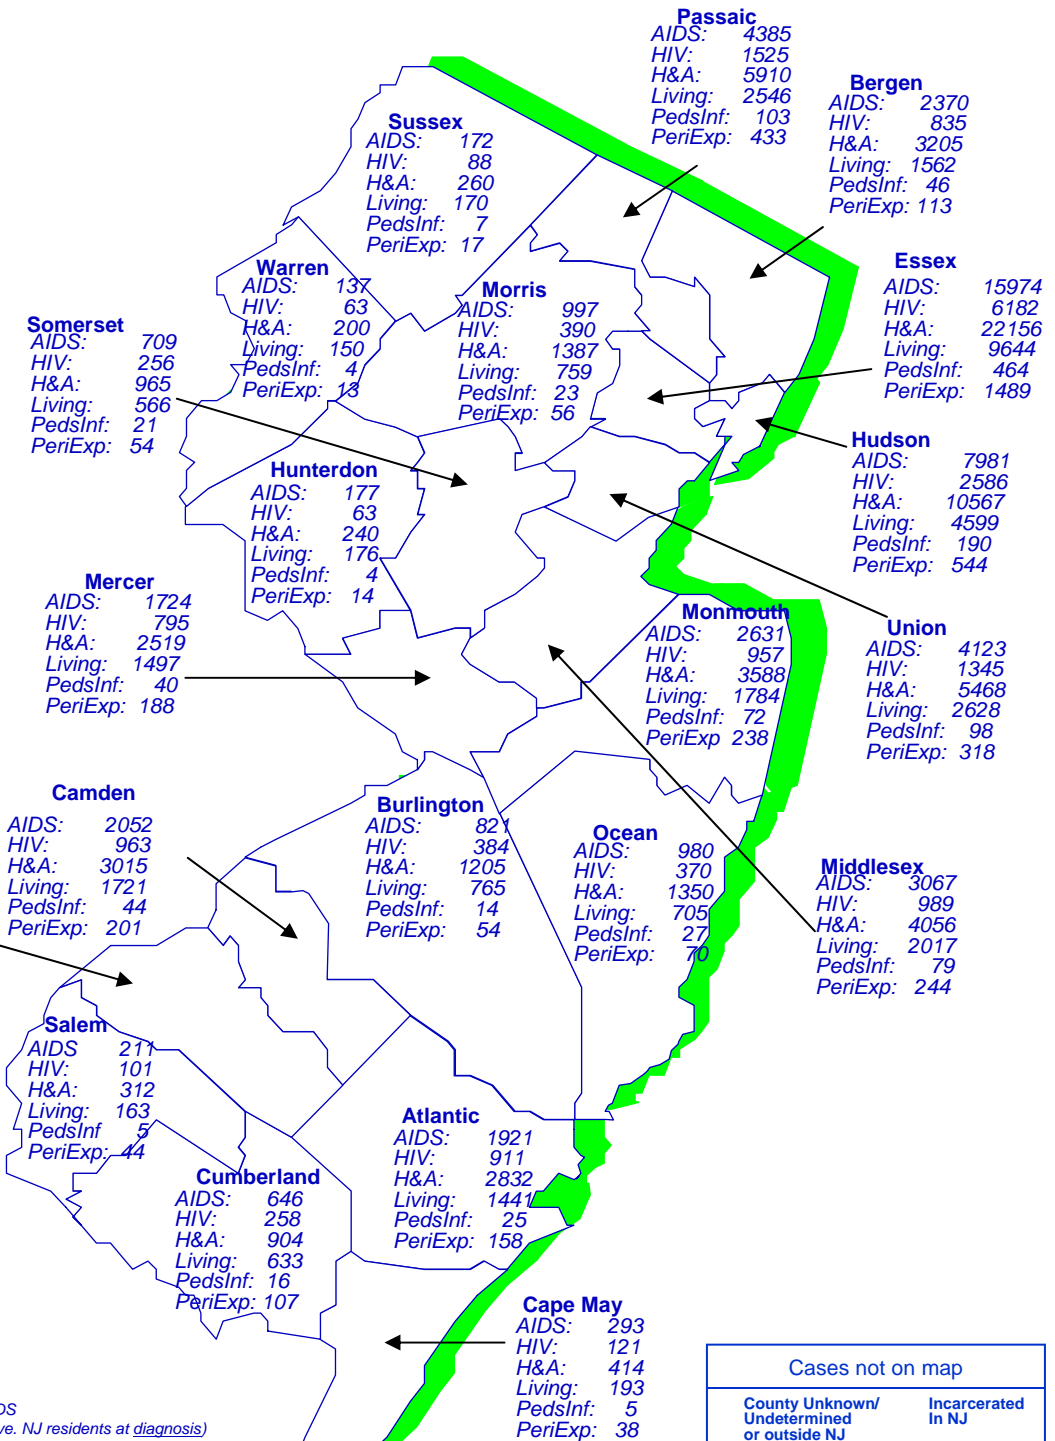 Passaic
AIDS: 4385
HIV: 1525
H&A: 5910
Living: 2546
PedsInf: 103
PeriExp: 433
Bergen
AIDS: 2370
HIV: 835
H&A: 3205
Living: 1562
PedsInf: 46
PeriExp: 113
Sussex
AIDS: 172
HIV: 88
H&A: 260
Living: 170
PedsInf: 7
PeriExp: 17
Warren
AIDS: 137
HIV: 63
H&A: 200
Living: 150
PedsInf: 4
PeriExp: 13
Morris
AIDS: 997
HIV: 390
H&A: 1387
Living: 759
PedsInf: 23
PeriExp: 56
Essex
AIDS: 15974
HIV: 6182
H&A: 22156
Living: 9644
PedsInf: 464
PeriExp: 1489
Somerset
AIDS: 709
HIV: 256
H&A: 965
Living: 566
PedsInf: 21
PeriExp: 54
Hudson
AIDS: 7981
HIV: 2586
H&A: 10567
Living: 4599
PedsInf: 190
PeriExp: 544
Hunterdon
AIDS: 177
HIV: 63
H&A: 240
Living: 176
PedsInf: 4
PeriExp: 14
Mercer
AIDS: 1724
HIV: 795
H&A: 2519
Living: 1497
PedsInf: 40
PeriExp: 188
Monmouth
AIDS: 2631
HIV: 957
H&A: 3588
Living: 1784
PedsInf: 72
PeriExp 238
Union
AIDS: 4123
HIV: 1345
H&A: 5468
Living: 2628
PedsInf: 98
PeriExp: 318
Camden
AIDS: 2052
HIV: 963
H&A: 3015
Living: 1721
PedsInf: 44
PeriExp: 201
Burlington
AIDS: 821
HIV: 384
H&A: 1205
Living: 765
PedsInf: 14
PeriExp: 54
Ocean
AIDS: 980
HIV: 370
H&A: 1350
Living: 705
PedsInf: 27
PeriExp: 70
Middlesex
AIDS: 3067
HIV: 989
H&A: 4056
Living: 2017
PedsInf: 79
PeriExp: 244
Salem
AIDS 211
HIV: 101
H&A: 312
Living: 163
PedsInf 5
PeriExp: 44
Atlantic
AIDS: 1921
HIV: 911
H&A: 2832
Living: 1441
PedsInf: 25
PeriExp: 158
Cumberland
AIDS: 646
HIV: 258
H&A: 904
Living: 633
PedsInf: 16
PeriExp: 107
Cape May
AIDS: 293
HIV: 121
H&A: 414
Living: 193
PedsInf: 5
PeriExp: 38
ve. NJ residents at diagnosis)
Cases not on map
County Unknown/ Incarcerated
Undetermined In NJ
or outside NJ